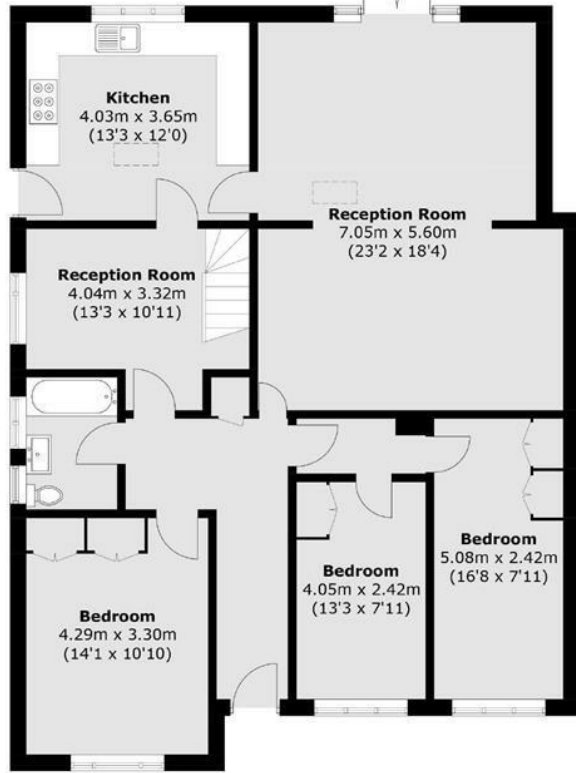 Kitchen
4.03m x 3.65m
(13'3 x 12'0)
Reception Room
7.05m x 5.60m
(23'2 x 18'4)
Reception Room
4.04m x 3.32m
(13'3 x 10'11)
Bedroom
5.08m x 2.42m
(16'8 x 7'11)
Bedroom
4.05m x 2.42m
(13'3 x 7'11)
Bedroom
4.29m x 3.30m
(14'1 x 10'10)